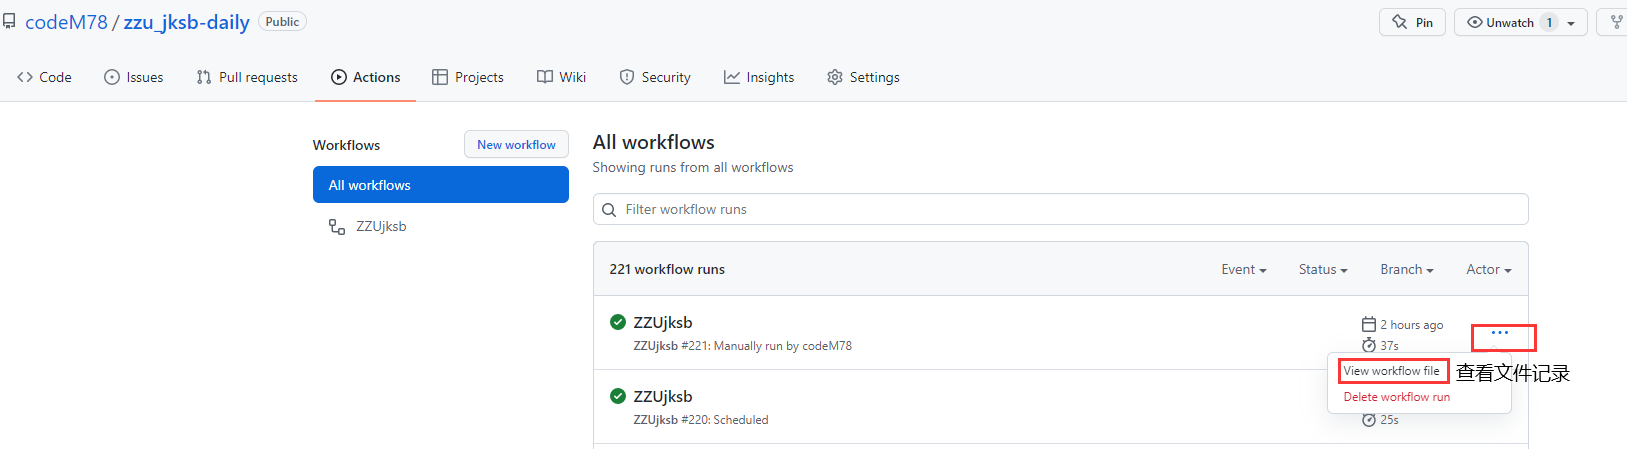 codeM78 / zzu_jksb-daily Public
Pin Unwatch 1
Code Issues Pull requests Actions Projects Wiki Security Insights Settings
Workflows New workflow
All workflows
ZZUjksb
All workflows
Showing runs from all workflows
Filter workflow runs
221 workflow runs Event Status Branch Actor
ZZUjksb
2 hours ago ...
ZZUjksb #221: Manually run by codeM78
37s
View workflow file 查看文件记录
Delete workflow run
ZZUjksb
ZZUjksb #220: Scheduled
25s